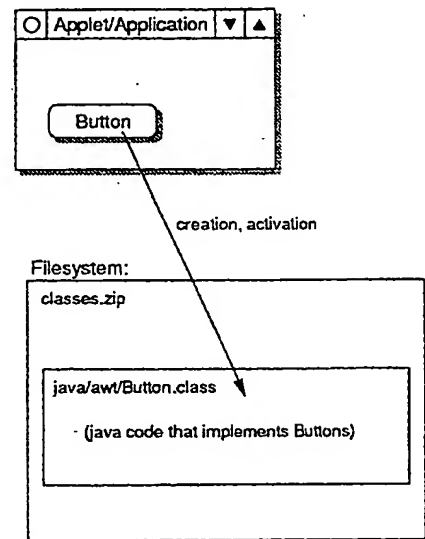 Applet/Application
Button
creation, activation
Filesystem:
classes.zip
java/awt/Button.class
(java code that implements Buttons)